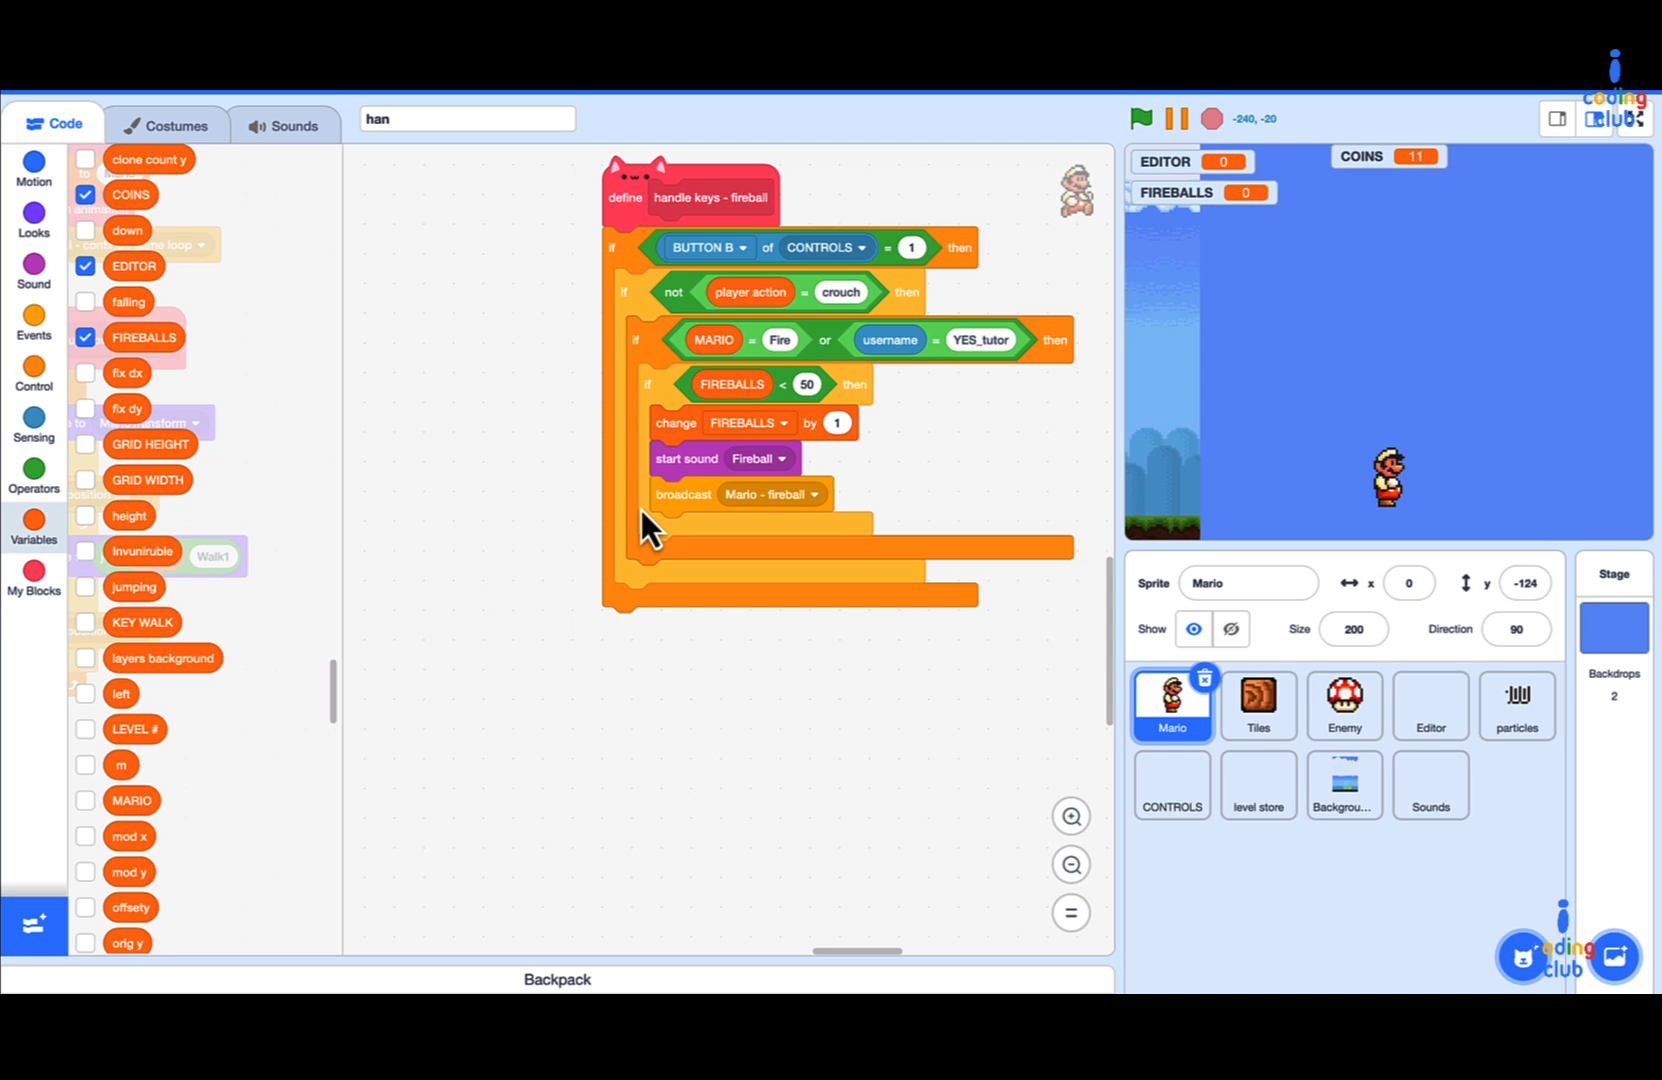 coding
club
Code
Costumes
Sounds
han
-240, -20
Motion
Looks
Sound
Events
Control
Sensing
Operators
Variables
My Blocks
clone count y
COINS
down
EDITOR
falling
FIREBALLS
fix dx
fix dy
GRID HEIGHT
GRID WIDTH
height
Invuniruble
Walk1
jumping
KEY WALK
layers background
left
LEVEL #
m
MARIO
mod x
mod y
offsety
orig y
define handle keys - fireball
if BUTTON B of CONTROLS = 1 then
if not player action = crouch then
if MARIO = Fire or username = YES_tutor then
if FIREBALLS < 50 then
change FIREBALLS by 1
start sound Fireball
broadcast Mario - fireball
Backpack
EDITOR 0
COINS 11
FIREBALLS 0
Sprite Mario x 0 y -124
Show Size 200 Direction 90
Stage
Backdrops
2
Mario
Tiles
Enemy
Editor
particles
CONTROLS
level store
Backgrou...
Sounds
oding
club